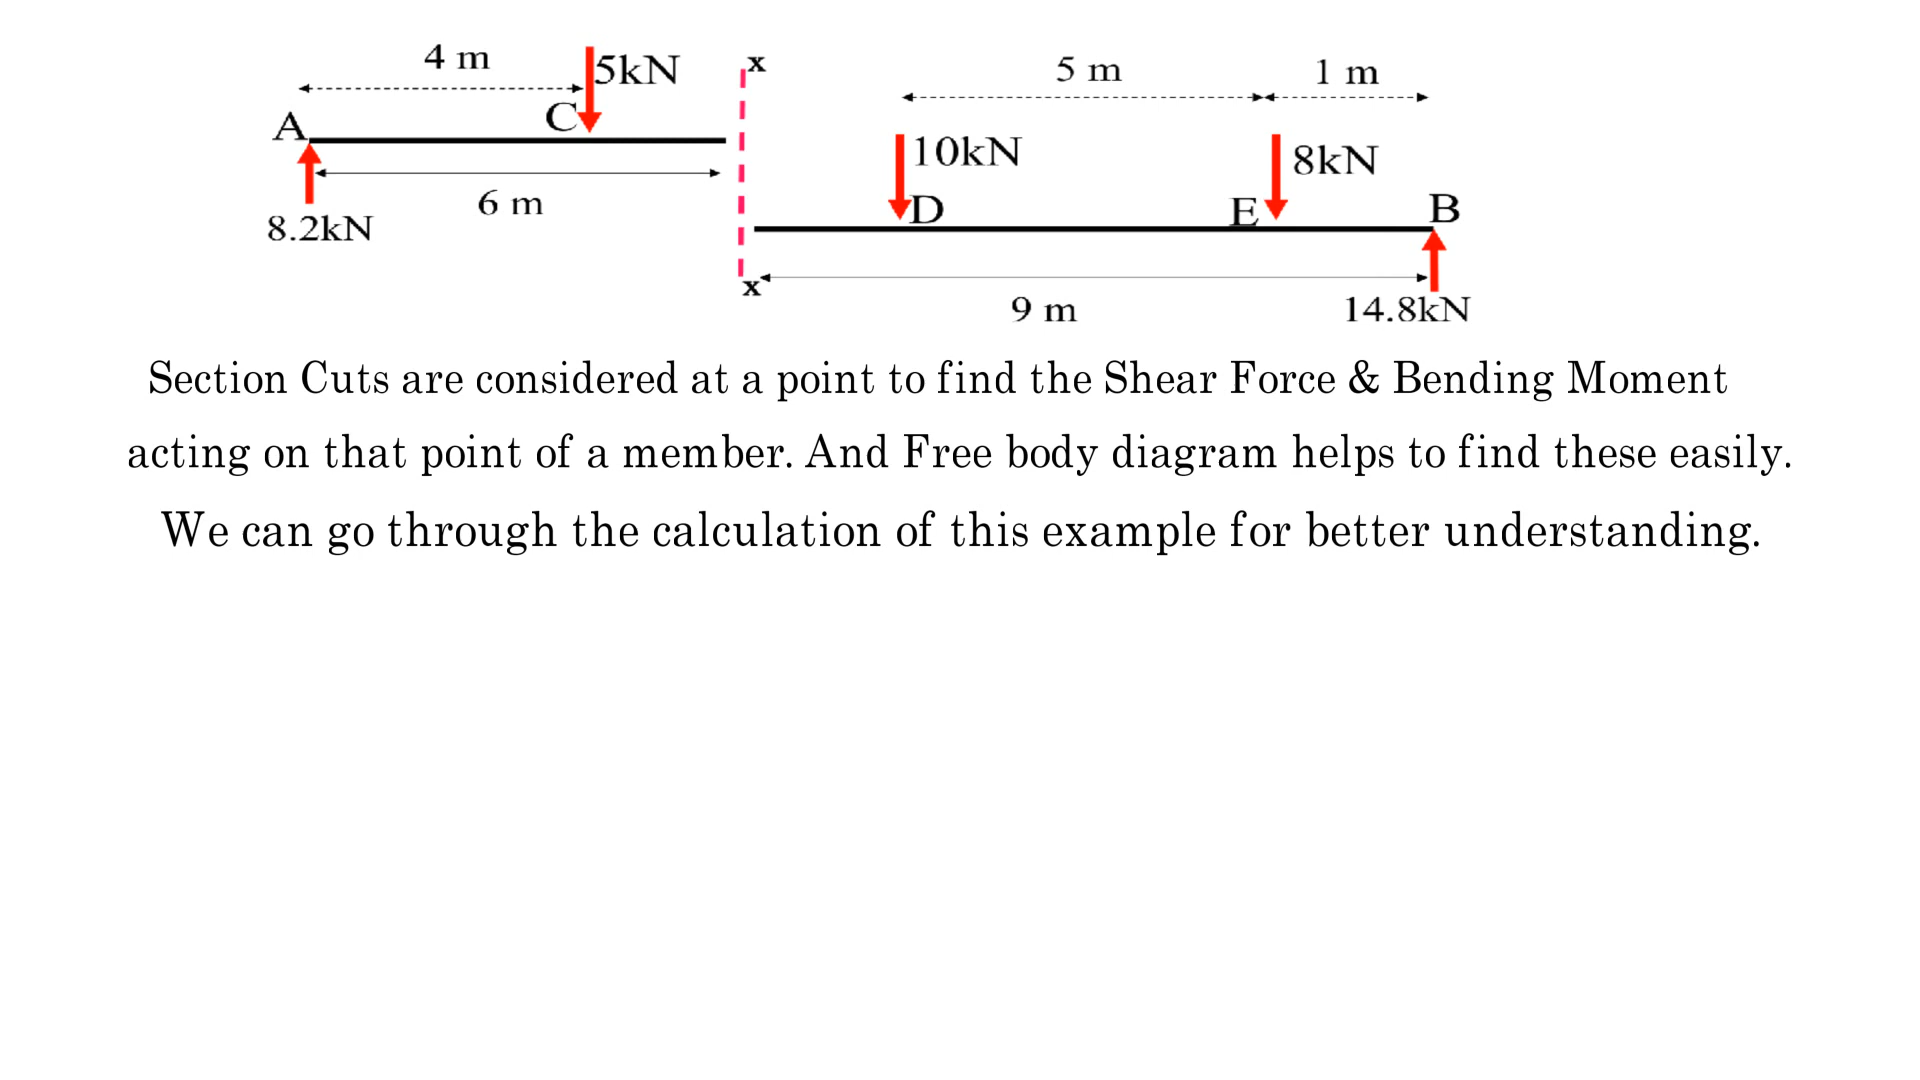 4 m
5kN
x
5 m
1 m
C
A
10kN
8kN
6 m
D
E
B
8.2kN
x
9 m
14.8kN
Section Cuts are considered at a point to find the Shear Force & Bending Moment
acting on that point of a member. And Free body diagram helps to find these easily.
We can go through the calculation of this example for better understanding.